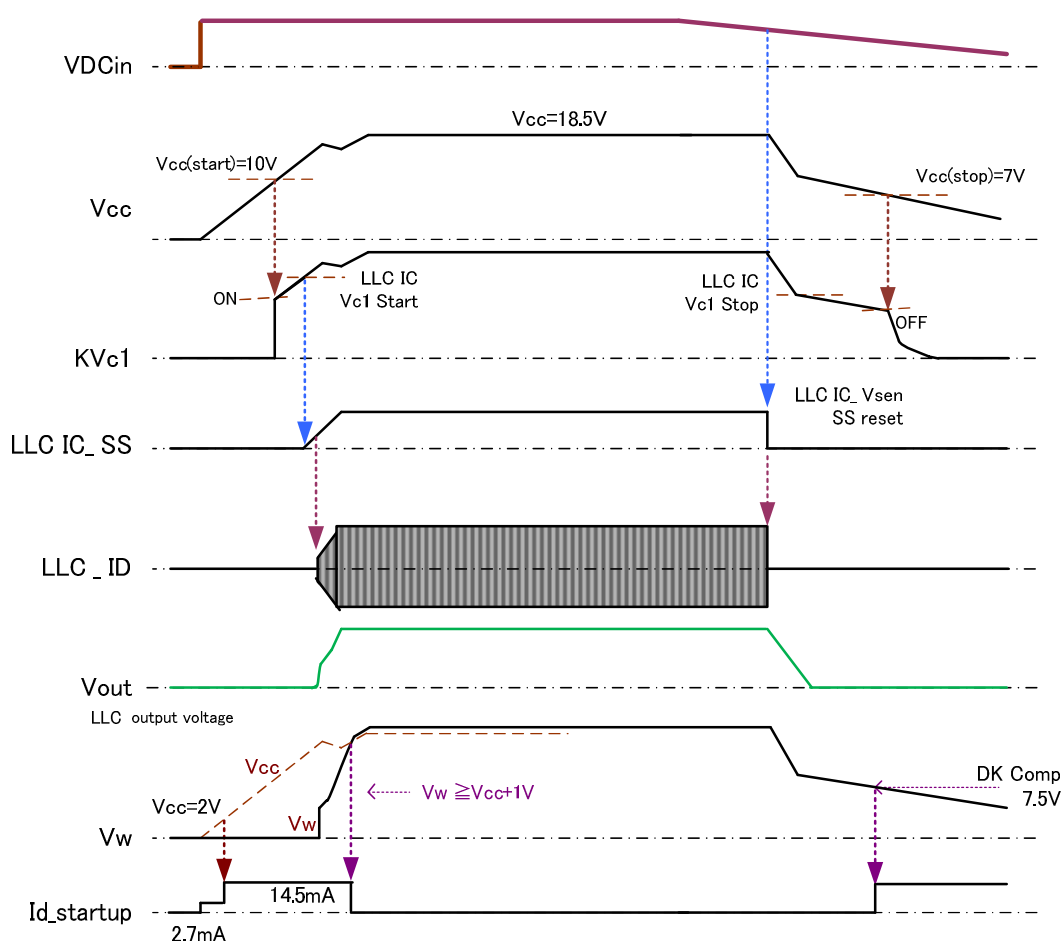 VDCin
Vcc=18.5V
Vcc(start)=10V
Vcc(stop)=7V
Vcc
LLC IC
Vc1 Start
LLC IC
Vc1 Stop
ON
OFF
KVc1
LLC IC_ Vsen
SS reset
LLC IC_ SS
LLC _ ID
Vout
LLC output voltage
Vcc
DK Comp
7.5V
Vw ≧Vcc+1V
Vcc=2V
Vw
Vw
14.5mA
Id_startup
2.7mA